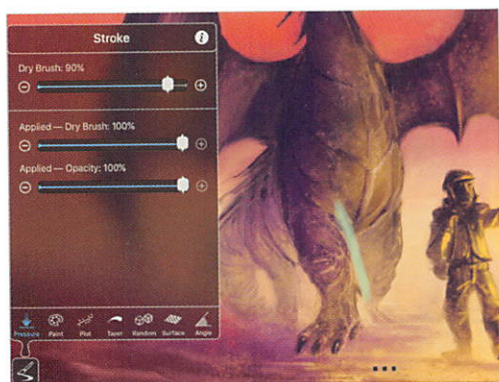 Stroke
Dry Brush: 90%
Applied — Dry Brush: 100%
Applied — Opacity: 100%
Pressure Paint Plot Taper Random Surface Angle